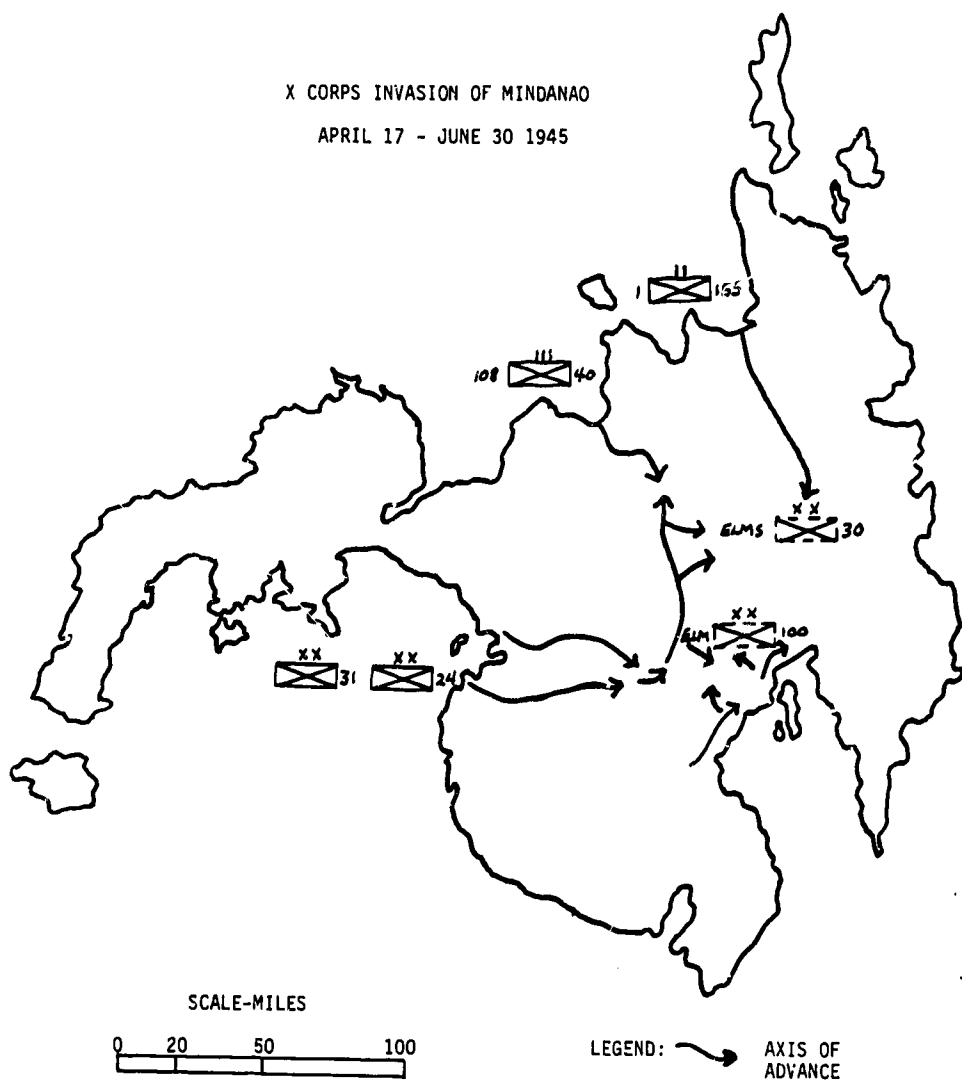 X CORPS INVASION OF MINDANAO
APRIL 17 - JUNE 30 1945
1 155
108 40
ELMS 30
ELM 100
31 24
SCALE-MILES
0 20 50 100
LEGEND: AXIS OF
ADVANCE